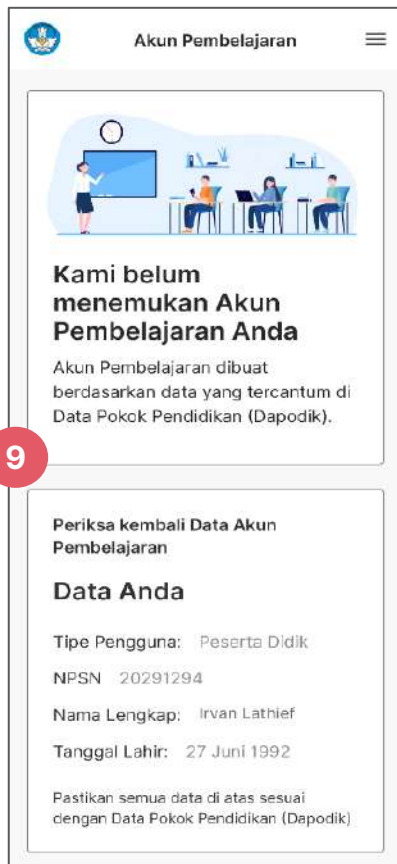 Akun Pembelajaran
Kami belum
menemukan Akun
Pembelajaran Anda
Akun Pembelajaran dibuat
berdasarkan data yang tercantum di
Data Pokok Pendidikan (Dapodik).
9
Periksa kembali Data Akun
Pembelajaran
Data Anda
Tipe Pengguna: Peserta Didik
NPSN 20291294
Nama Lengkap: Irvan Lathief
Tanggal Lahir: 27 Juni 1992
Pastikan semua data di atas sesuai
dengan Data Pokok Pendidikan (Dapodik)